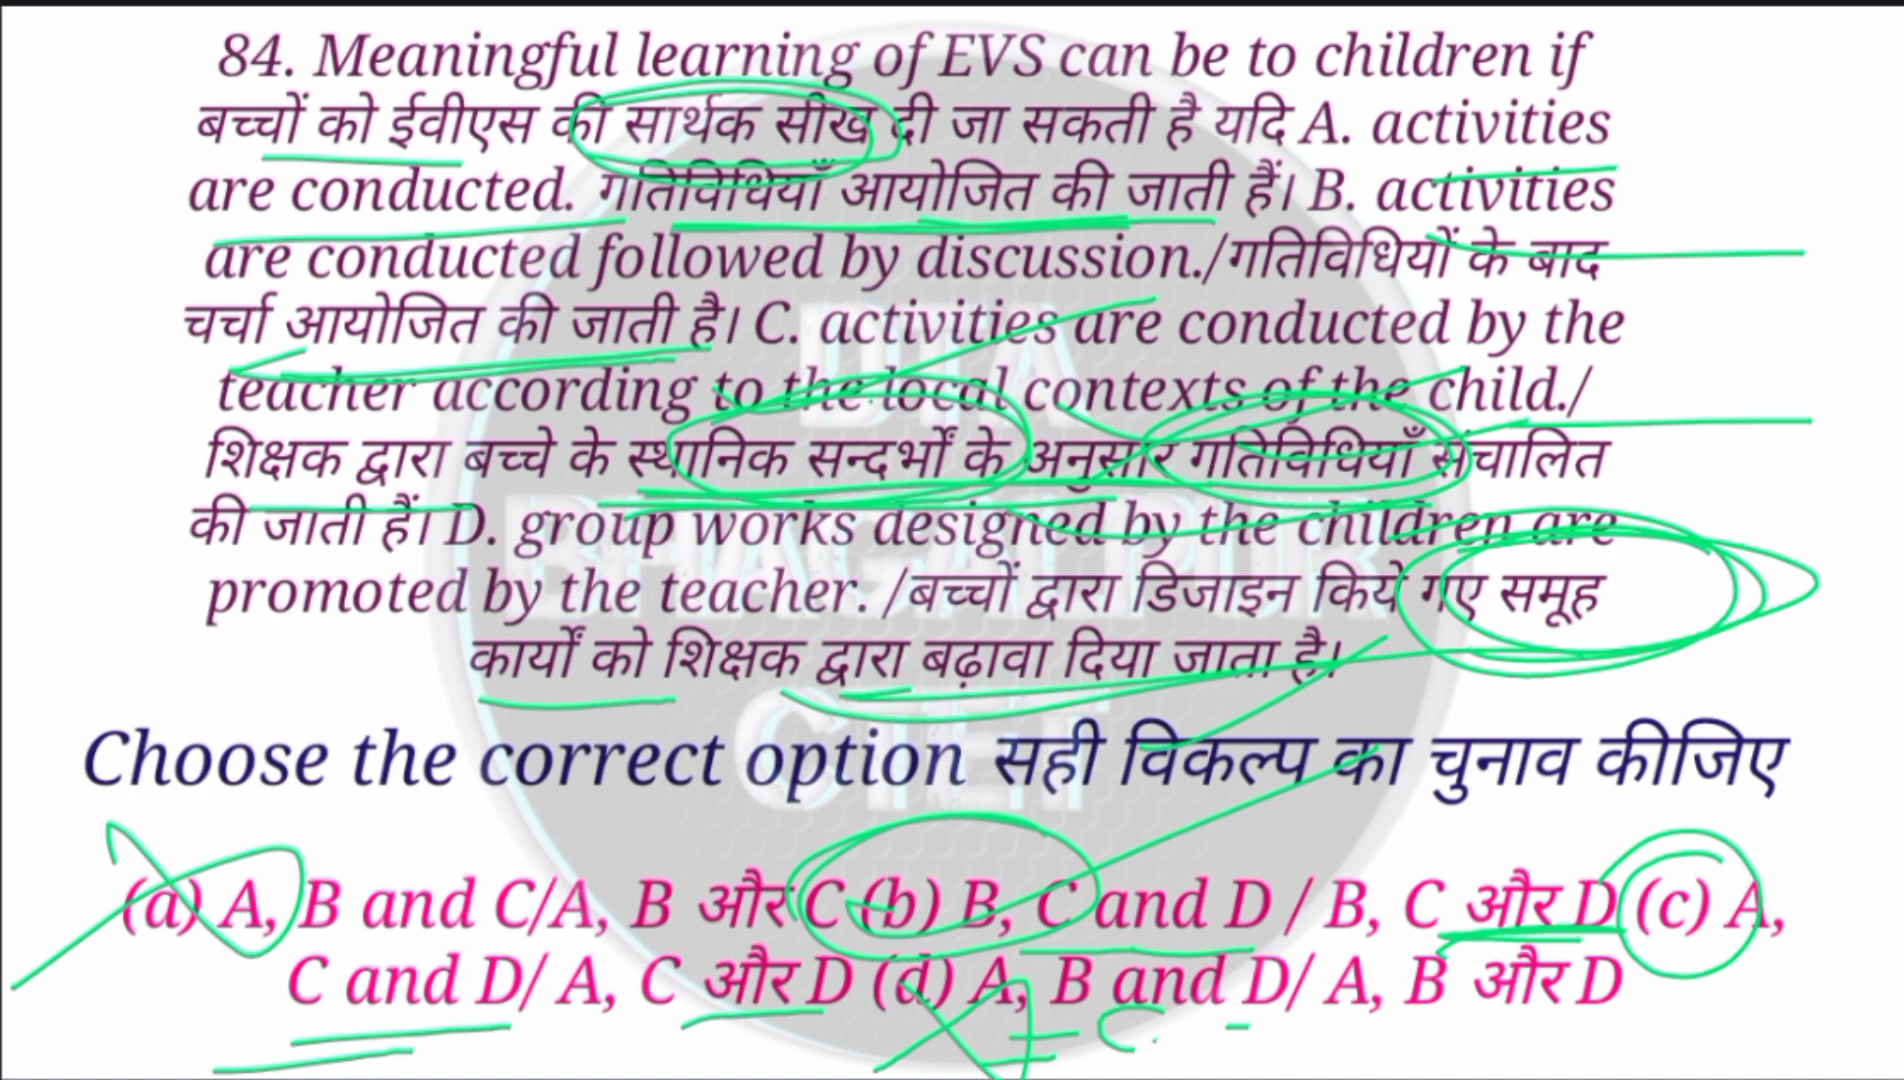 84. Meaningful learning of EVS can be to children if
बच्चों को ईवीएस की सार्थक सीख दी जा सकती है यदि A. activities
are conducted. गतिविधियाँ आयोजित की जाती हैं। B. activities
are conducted followed by discussion./गतिविधियों के बाद
चर्चा आयोजित की जाती है। C. activities are conducted by the
teacher according to the local contexts of the child./
शिक्षक द्वारा बच्चे के स्थानिक सन्दर्भों के अनुसार गतिविधियाँ संचालित
की जाती हैं। D. group works designed by the children are
promoted by the teacher. /बच्चों द्वारा डिजाइन किये गए समूह
कार्यों को शिक्षक द्वारा बढ़ावा दिया जाता है।
Choose the correct option सही विकल्प का चुनाव कीजिए
(a) A, B and C/A, B और C (b) B, C and D / B, C और D (c) A,
C and D/ A, C और D (d) A, B and D/ A, B और D